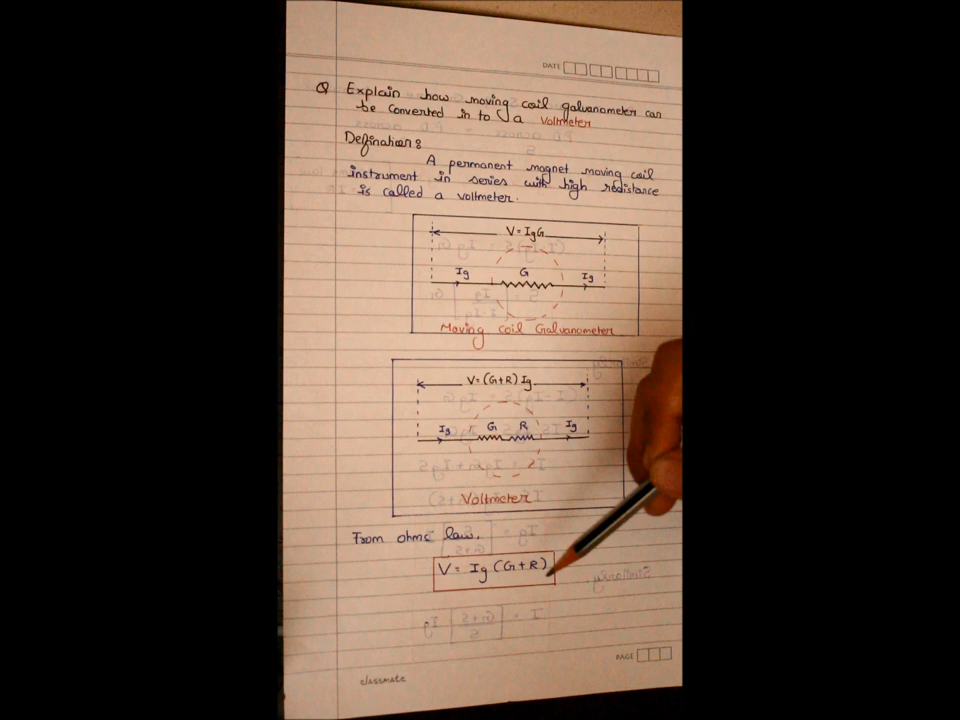 DATE
Q Explain how moving coil galvanometer can
be converted in to a Voltmeter
Defination:
A permanent magnet moving coil
instrument in series with high resistance
is called a voltmeter.
V = IgG
Ig G Ig
Moving coil Galvanometer
V = (G+R) Ig
Ig G R Ig
Voltmeter
From ohms law.
V = Ig (G+R)
PAGE
classmate